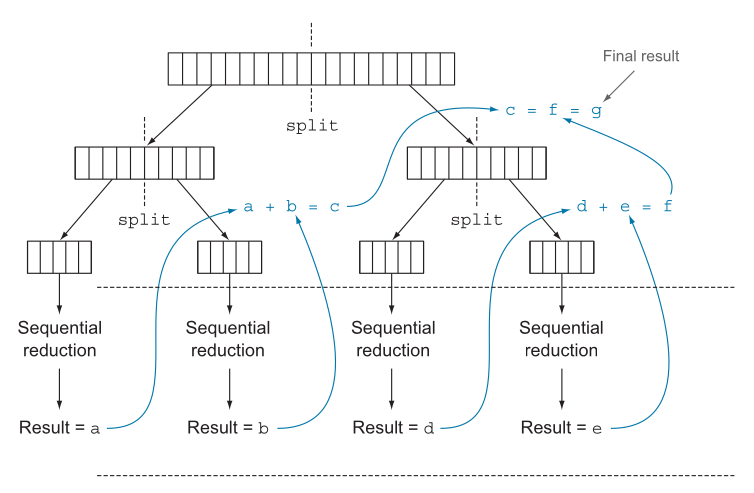 Final result
c = f = g
split
a + b = c
d + e = f
split
split
Sequential
reduction
Sequential
reduction
Sequential
reduction
Sequential
reduction
Result = a
Result = b
Result = d
Result = e